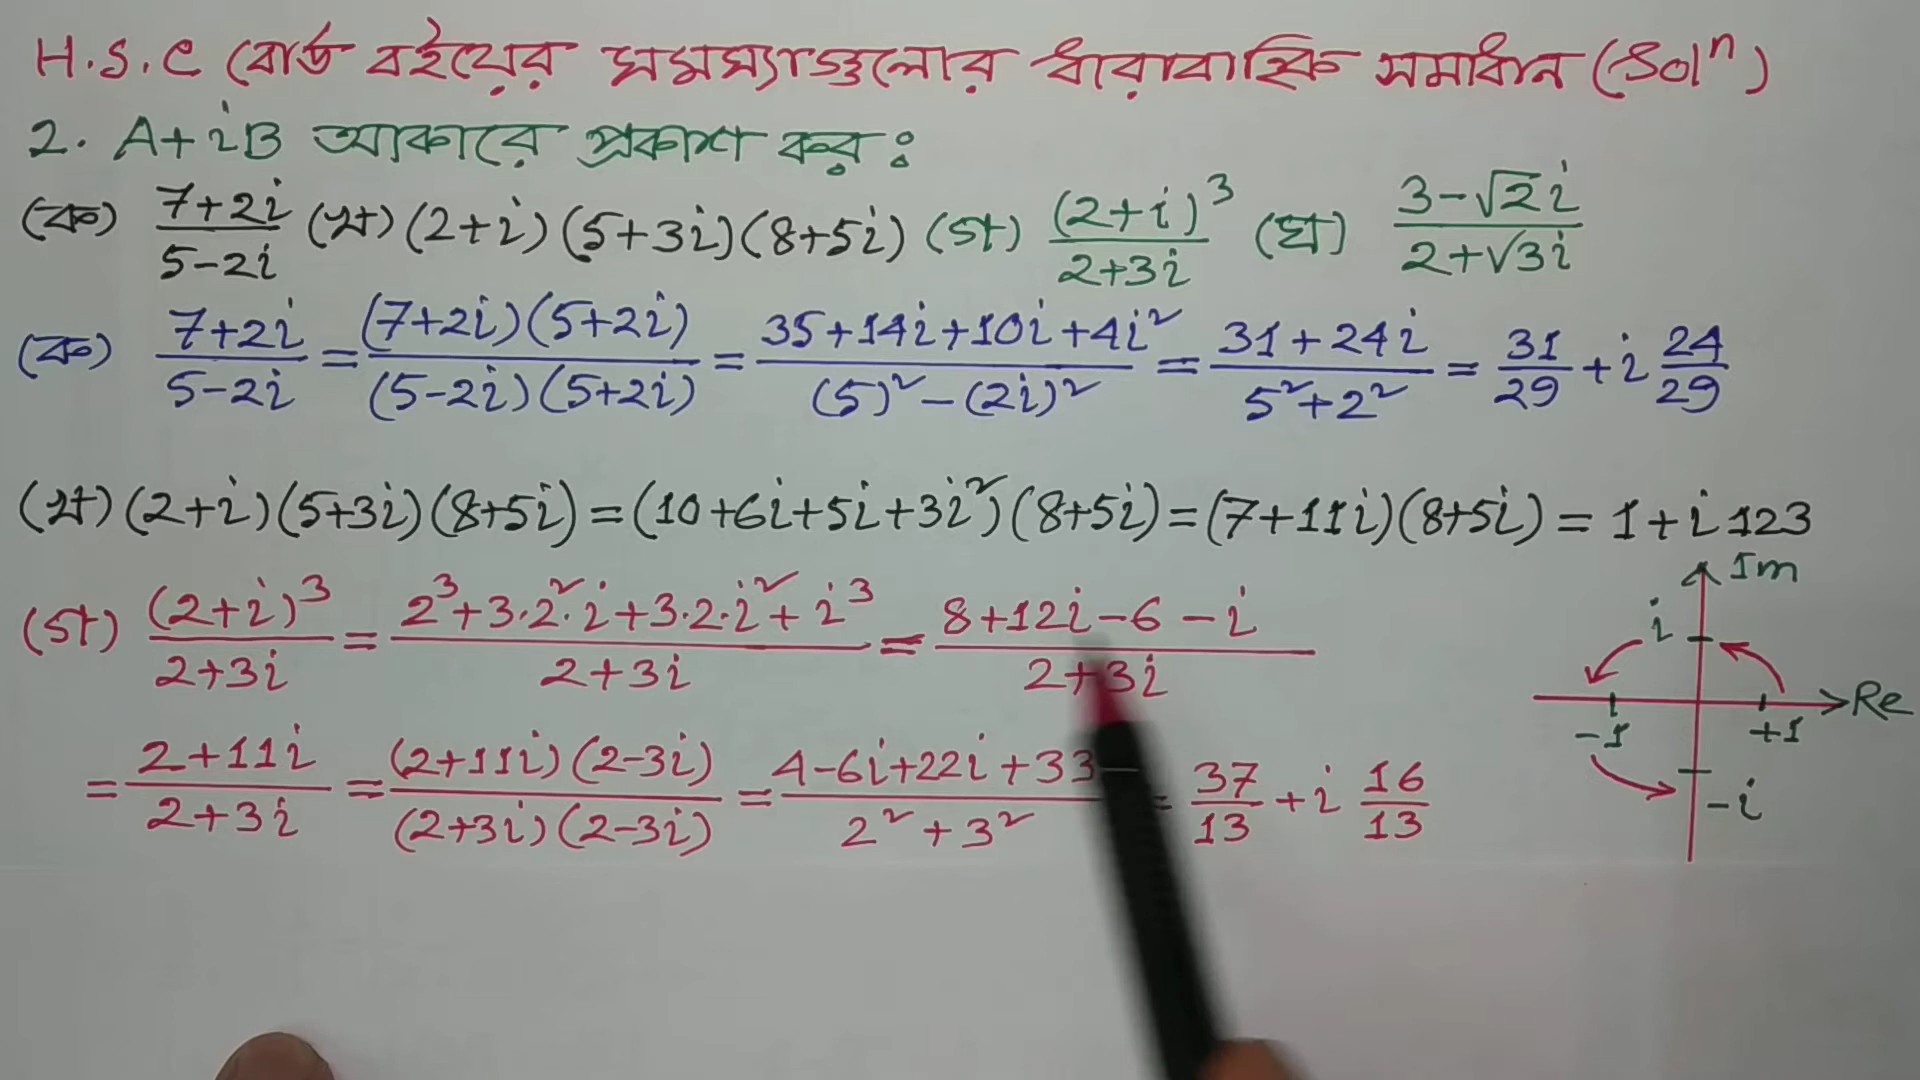 H.S.C বোর্ড বইয়ের সমস্যাগুলোর ধারাবাহিক সমাধান (Solⁿ)
2. A+iB আকারে প্রকাশ কর :
(ক) (7+2i)/(5-2i) (খ) (2+i)(5+3i)(8+5i) (গ) (2+i)³/(2+3i) (ঘ) (3-√2i)/(2+√3i)
(ক) (7+2i)/(5-2i) = (7+2i)(5+2i)/(5-2i)(5+2i) = (35+14i+10i+4i²)/((5)²-(2i)²) = (31+24i)/(5²+2²) = 31/29 + i 24/29
(খ) (2+i)(5+3i)(8+5i) = (10+6i+5i+3i²)(8+5i) = (7+11i)(8+5i) = 1+i 123
(গ) (2+i)³/(2+3i) = (2³+3·2²·i+3·2·i²+i³)/(2+3i) = (8+12i-6-i)/(2+3i)
= (2+11i)/(2+3i) = (2+11i)(2-3i)/(2+3i)(2-3i) = (4-6i+22i+33)/(2²+3²) = 37/13 + i 16/13
Im
i
Re
-1
+1
-i